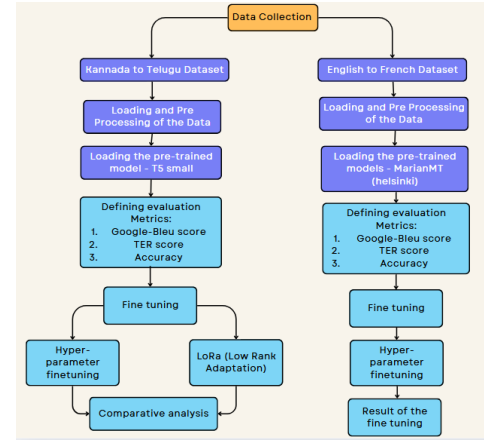 Data Collection
Kannada to Telugu Dataset
English to French Dataset
Loading and Pre
Processing of the Data
Loading and Pre Processing
of the Data
Loading the pre-trained
model - T5 small
Loading the pre-trained
models - MarianMT
(helsinki)
Defining evaluation
Metrics:
1. Google-Bleu score
2. TER score
3. Accuracy
Defining evaluation
Metrics:
1. Google-Bleu score
2. TER score
3. Accuracy
Fine tuning
Fine tuning
Hyper-
parameter
finetuning
LoRa (Low Rank
Adaptation)
Hyper-
parameter
finetuning
Comparative analysis
Result of the
fine tuning